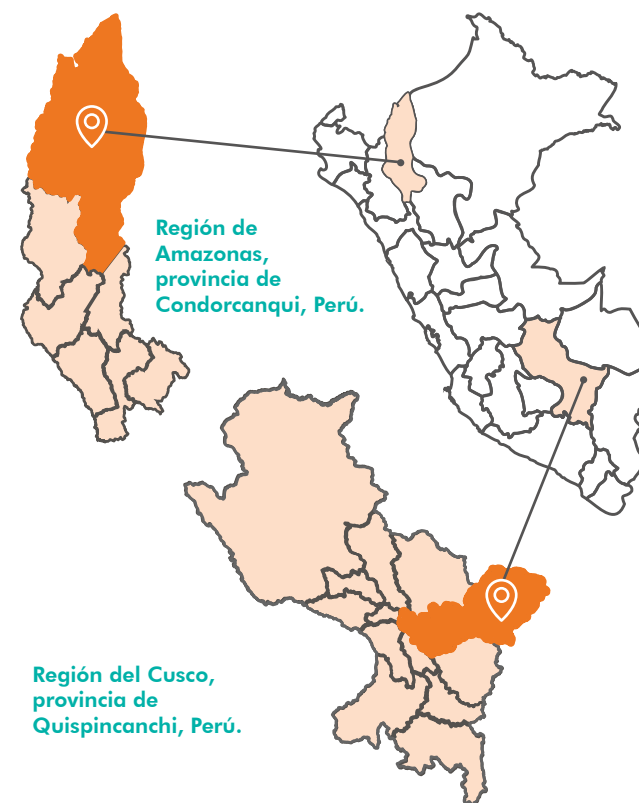 Región de
Amazonas,
provincia de
Condorcanqui, Perú.
Región del Cusco,
provincia de
Quispincanchi, Perú.